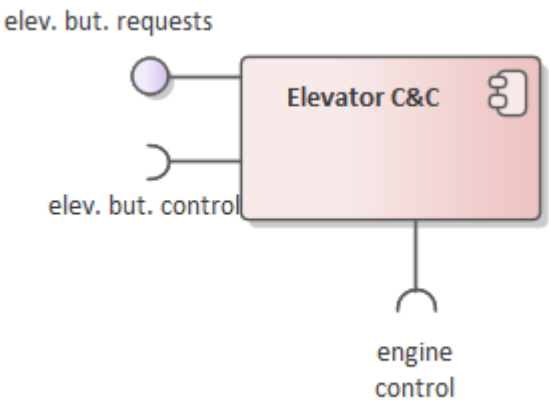 elev. but. requests
Elevator C&C
elev. but. control
engine
control